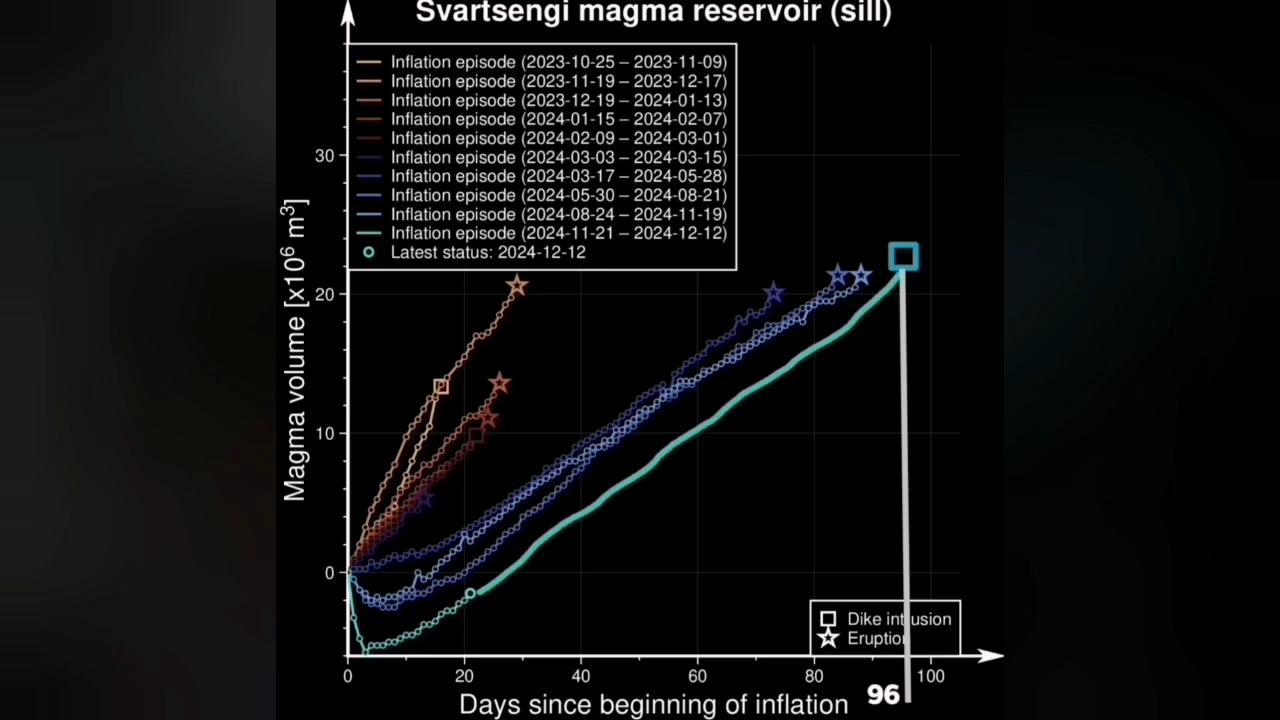 Svartsengi magma reservoir (sill)
Inflation episode (2023-10-25 – 2023-11-09)
Inflation episode (2023-11-19 – 2023-12-17)
Inflation episode (2023-12-19 – 2024-01-13)
Inflation episode (2024-01-15 – 2024-02-07)
Inflation episode (2024-02-09 – 2024-03-01)
Inflation episode (2024-03-03 – 2024-03-15)
Inflation episode (2024-03-17 – 2024-05-28)
Inflation episode (2024-05-30 – 2024-08-21)
Inflation episode (2024-08-24 – 2024-11-19)
Inflation episode (2024-11-21 – 2024-12-12)
Latest status: 2024-12-12
30
20
10
0
Magma volume [x10⁶ m³]
Dike intrusion
Eruption
0 20 40 60 80 100
Days since beginning of inflation
96